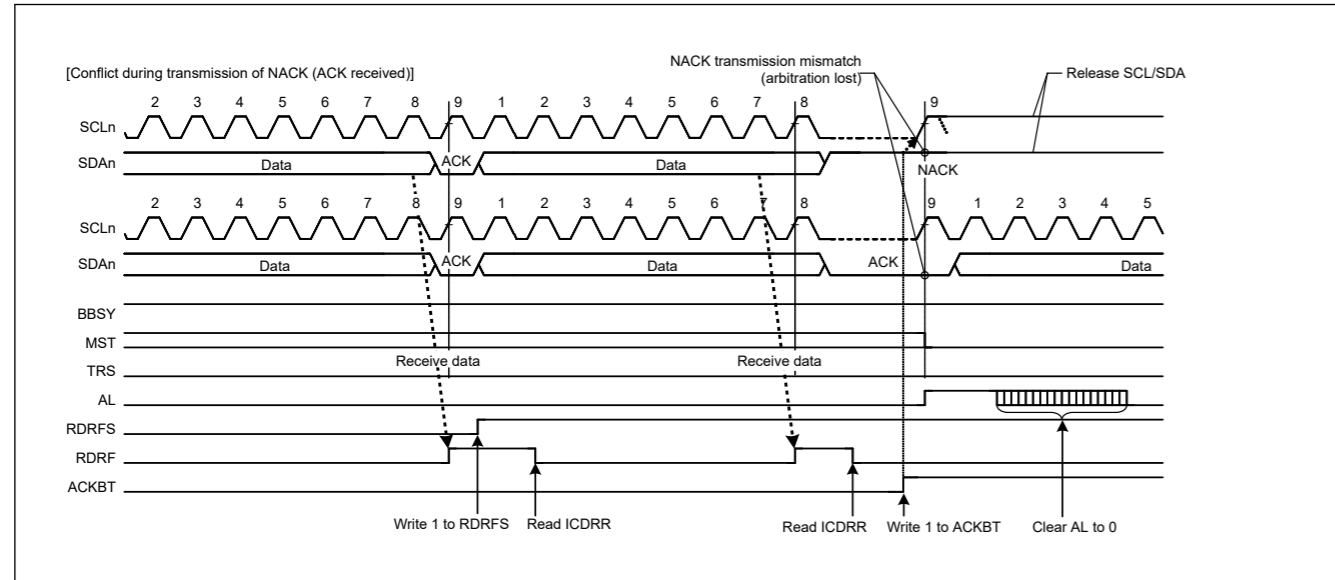 [Conflict during transmission of NACK (ACK received)]
NACK transmission mismatch
(arbitration lost)
Release SCL/SDA
2 3 4 5 6 7 8 9 1 2 3 4 5 6 7 8 9
SCLn
SDAn Data ACK Data NACK
2 3 4 5 6 7 8 9 1 2 3 4 5 6 7 8 9 1 2 3 4 5
SCLn
SDAn Data ACK Data ACK Data
BBSY
MST
Receive data Receive data
TRS
AL
RDRFS
RDRF
ACKBT
Write 1 to RDRFS Read ICDRR Read ICDRR Write 1 to ACKBT Clear AL to 0